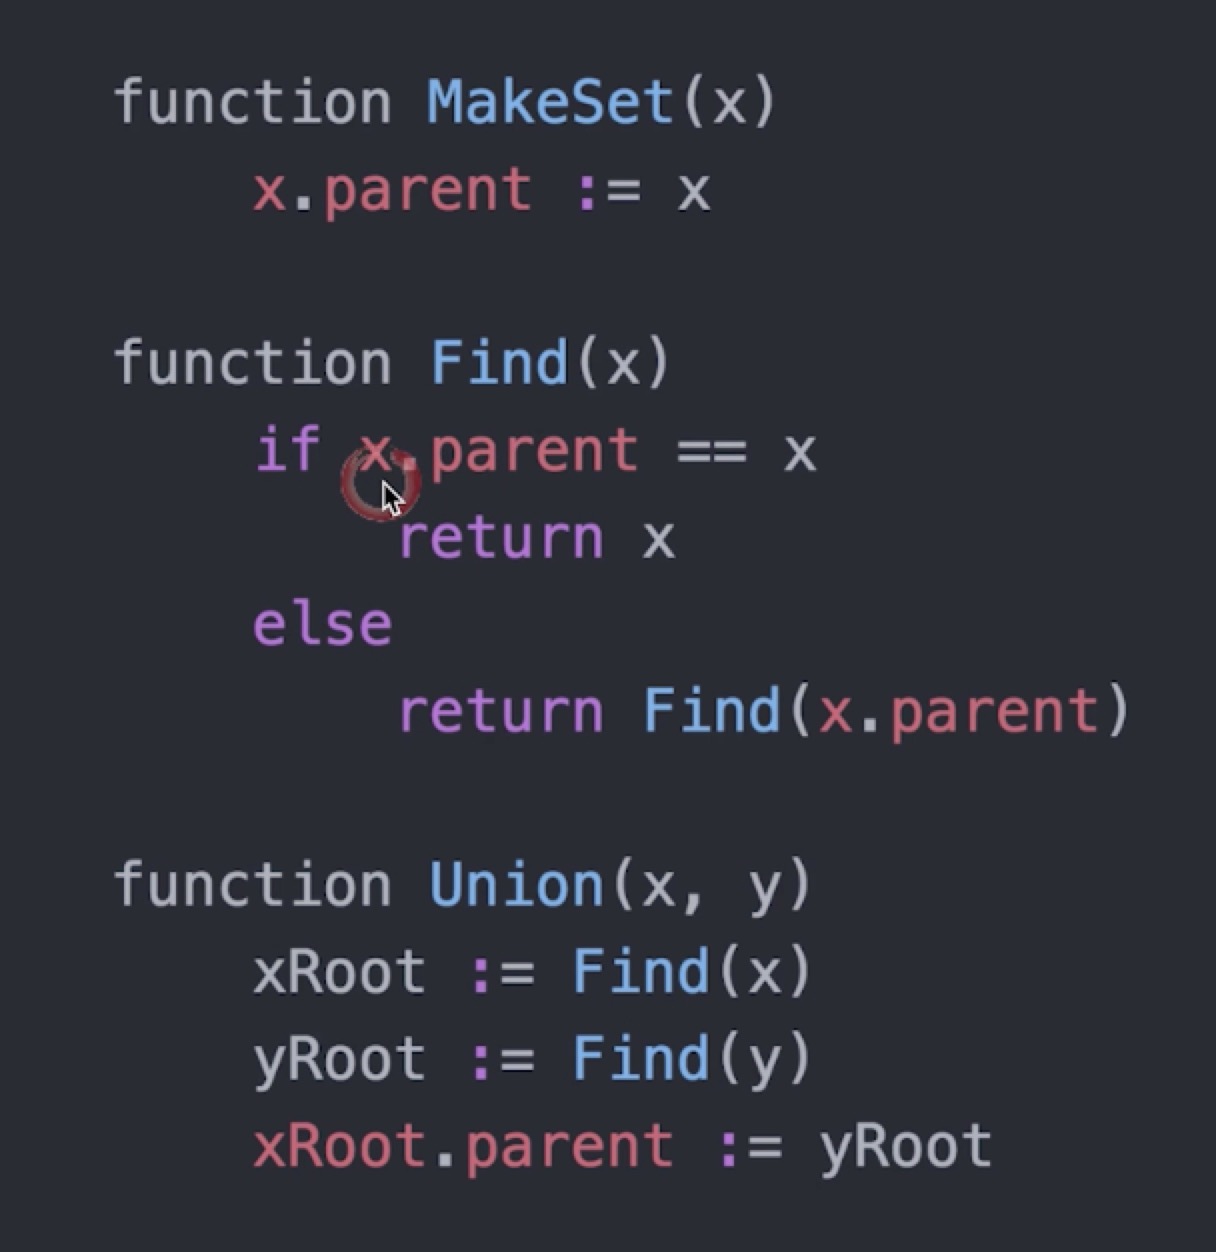 function MakeSet(x)
    x.parent := x

function Find(x)
    if x.parent == x
        return x
    else
        return Find(x.parent)

function Union(x, y)
    xRoot := Find(x)
    yRoot := Find(y)
    xRoot.parent := yRoot